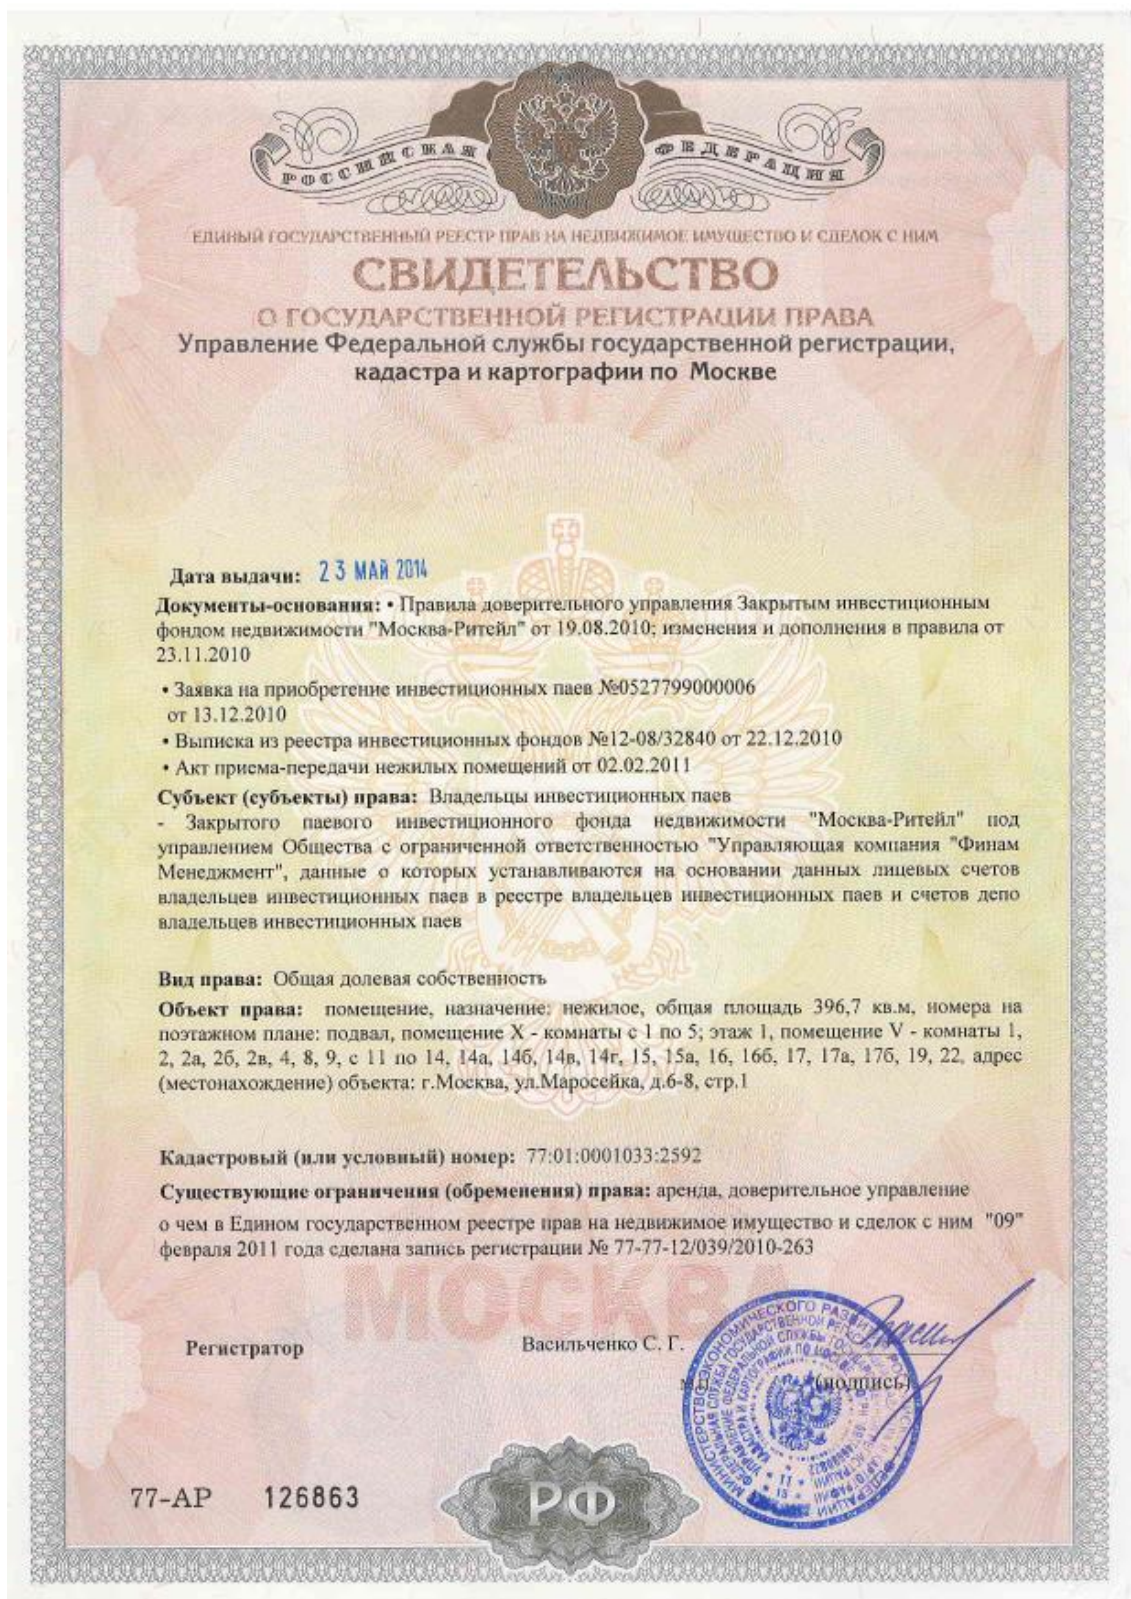 РОССИЙСКАЯ ФЕДЕРАЦИЯ
ЕДИНЫЙ ГОСУДАРСТВЕННЫЙ РЕЕСТР ПРАВ НА НЕДВИЖИМОЕ ИМУЩЕСТВО И СДЕЛОК С НИМ
СВИДЕТЕЛЬСТВО
О ГОСУДАРСТВЕННОЙ РЕГИСТРАЦИИ ПРАВА
Управление Федеральной службы государственной регистрации,
кадастра и картографии по Москве
Дата выдачи: 23 МАЙ 2014
Документы-основания: • Правила доверительного управления Закрытым инвестиционным
фондом недвижимости "Москва-Ритейл" от 19.08.2010; изменения и дополнения в правила от
23.11.2010
• Заявка на приобретение инвестиционных паев №0527799000006
от 13.12.2010
• Выписка из реестра инвестиционных фондов №12-08/32840 от 22.12.2010
• Акт приема-передачи нежилых помещений от 02.02.2011
Субъект (субъекты) права: Владельцы инвестиционных паев
- Закрытого паевого инвестиционного фонда недвижимости "Москва-Ритейл" под
управлением Общества с ограниченной ответственностью "Управляющая компания "Финам
Менеджмент", данные о которых устанавливаются на основании данных лицевых счетов
владельцев инвестиционных паев в реестре владельцев инвестиционных паев и счетов депо
владельцев инвестиционных паев
Вид права: Общая долевая собственность
Объект права: помещение, назначение: нежилое, общая площадь 396,7 кв.м, номера на
поэтажном плане: подвал, помещение X - комнаты с 1 по 5; этаж 1, помещение V - комнаты 1,
2, 2а, 2б, 2в, 4, 8, 9, с 11 по 14, 14а, 14б, 14в, 14г, 15, 15а, 16, 16б, 17, 17а, 17б, 19, 22, адрес
(местонахождение) объекта: г.Москва, ул.Маросейка, д.6-8, стр.1
Кадастровый (или условный) номер: 77:01:0001033:2592
Существующие ограничения (обременения) права: аренда, доверительное управление
о чем в Едином государственном реестре прав на недвижимое имущество и сделок с ним "09"
февраля 2011 года сделана запись регистрации № 77-77-12/039/2010-263
МОСКВА
Регистратор Васильченко С. Г.
(подпись)
77-АР 126863
РФ